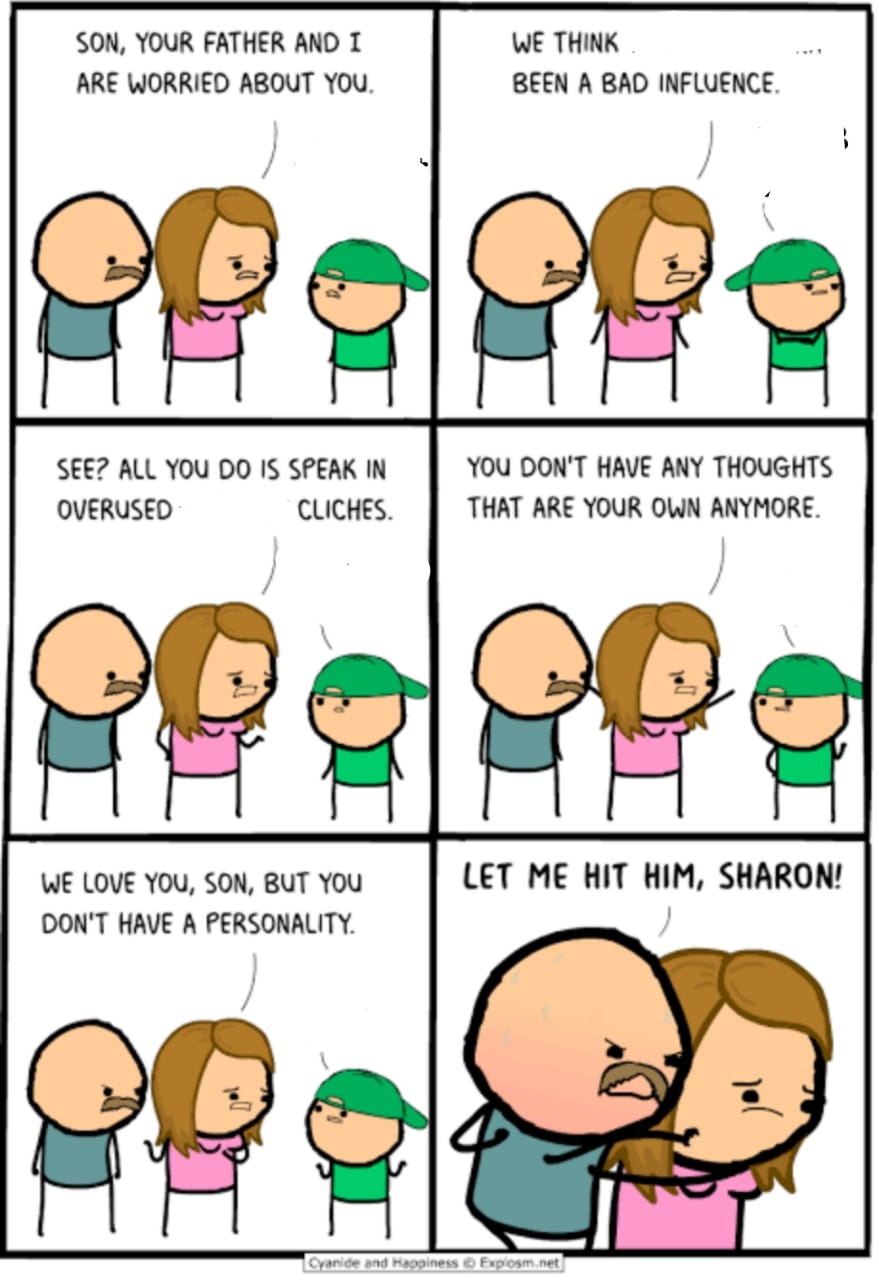 SON, YOUR FATHER AND I
ARE WORRIED ABOUT YOU.
WE THINK
BEEN A BAD INFLUENCE.
SEE? ALL YOU DO IS SPEAK IN
OVERUSED CLICHES.
YOU DON'T HAVE ANY THOUGHTS
THAT ARE YOUR OWN ANYMORE.
WE LOVE YOU, SON, BUT YOU
DON'T HAVE A PERSONALITY.
LET ME HIT HIM, SHARON!
Cyanide and Happiness © Explosm.net